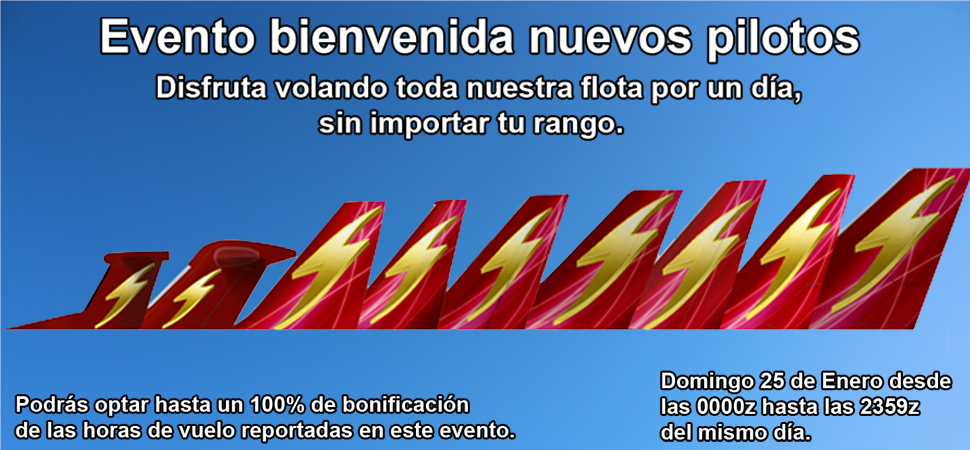 Evento bienvenida nuevos pilotos
Disfruta volando toda nuestra flota por un día,
sin importar tu rango.
Podrás optar hasta un 100% de bonificación
de las horas de vuelo reportadas en este evento.
Domingo 25 de Enero desde
las 0000z hasta las 2359z
del mismo día.